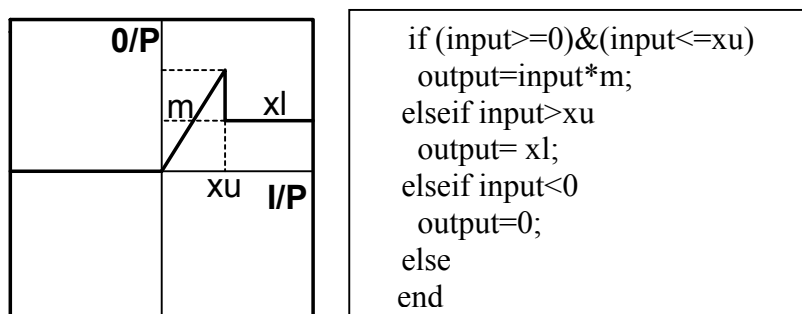 0/P
m
xl
xu
I/P
if (input>=0)&(input<=xu)
output=input*m;
elseif input>xu
output= xl;
elseif input<0
output=0;
else
end